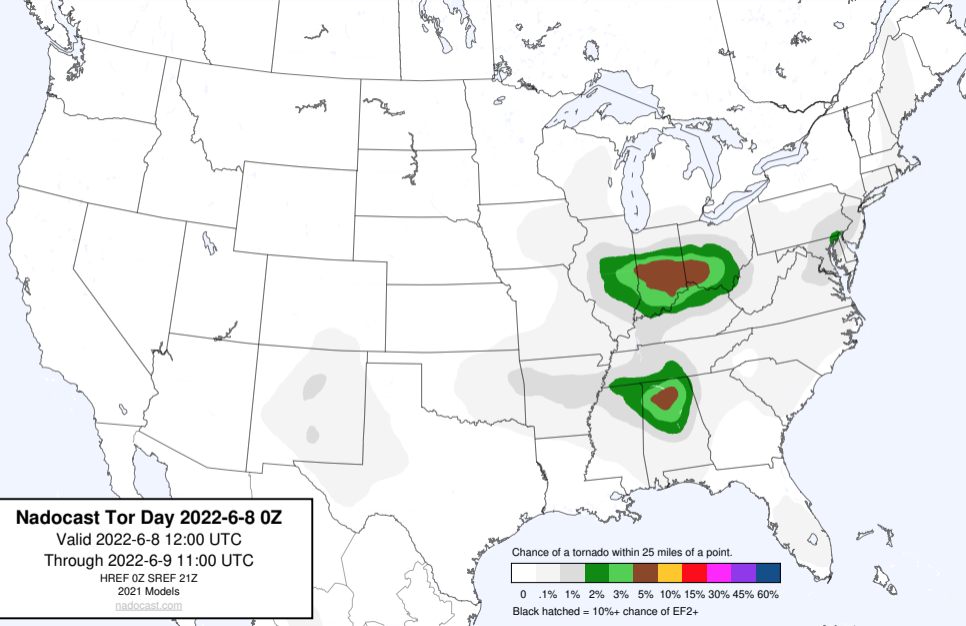 Nadocast Tor Day 2022-6-8 0Z
Valid 2022-6-8 12:00 UTC
Through 2022-6-9 11:00 UTC
HREF 0Z SREF 21Z
2021 Models
nadocast.com
Chance of a tornado within 25 miles of a point.
0 .1% 1% 2% 3% 5% 10% 15% 30% 45% 60%
Black hatched = 10%+ chance of EF2+